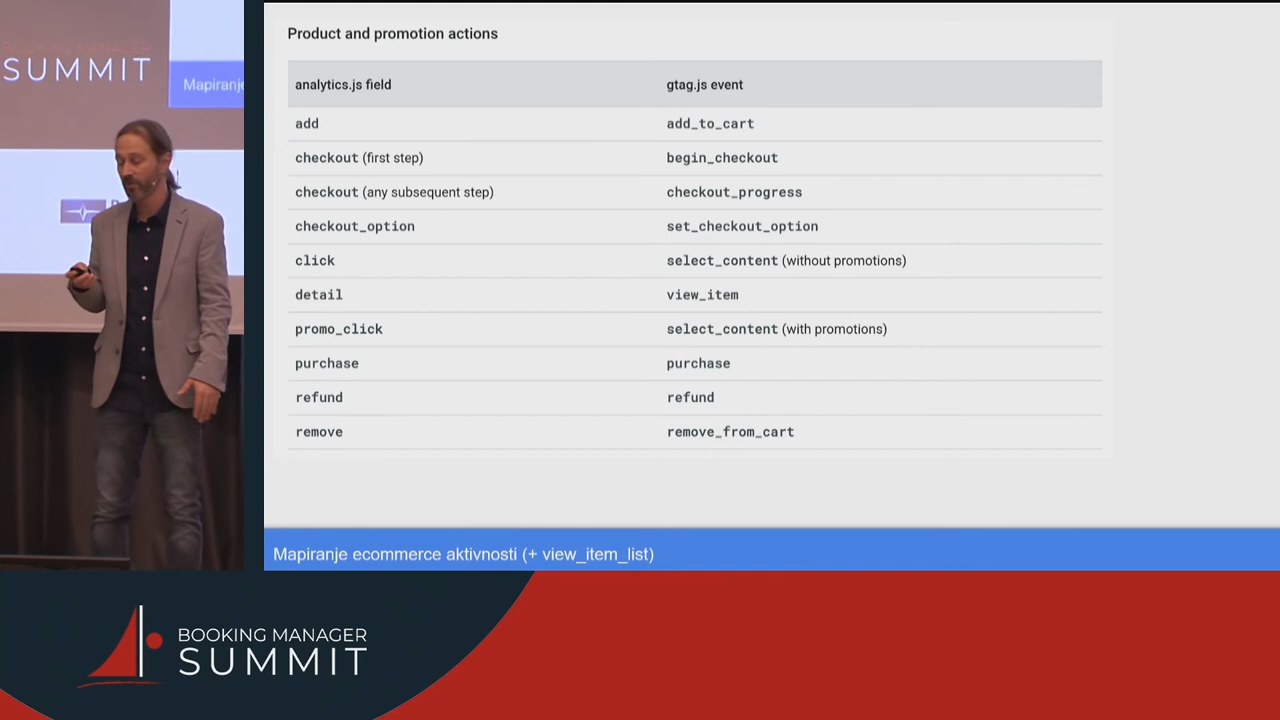 BOOKING MANAGER
SUMMIT
Mapiranje
Product and promotion actions
analytics.js field gtag.js event
add add_to_cart
checkout (first step) begin_checkout
checkout (any subsequent step) checkout_progress
checkout_option set_checkout_option
click select_content (without promotions)
detail view_item
promo_click select_content (with promotions)
purchase purchase
refund refund
remove remove_from_cart
Mapiranje ecommerce aktivnosti (+ view_item_list)
BOOKING MANAGER
SUMMIT